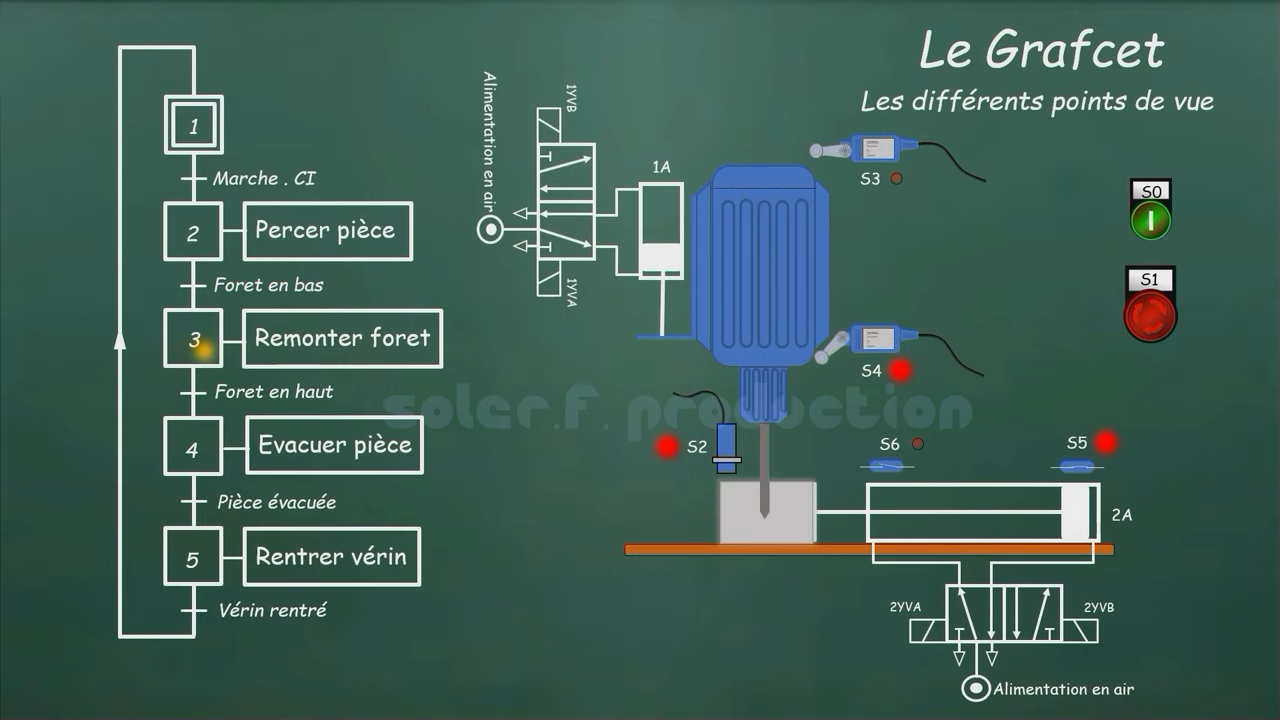 Le Grafcet
Les différents points de vue
1
Marche . CI
2
Percer pièce
Foret en bas
3
Remonter foret
Foret en haut
4
Evacuer pièce
Pièce évacuée
5
Rentrer vérin
Vérin rentré
Alimentation en air
1YVB
1YVA
1A
S3
S4
S0
I
S1
soler.F. production
S2
S6
S5
2A
2YVA
2YVB
Alimentation en air